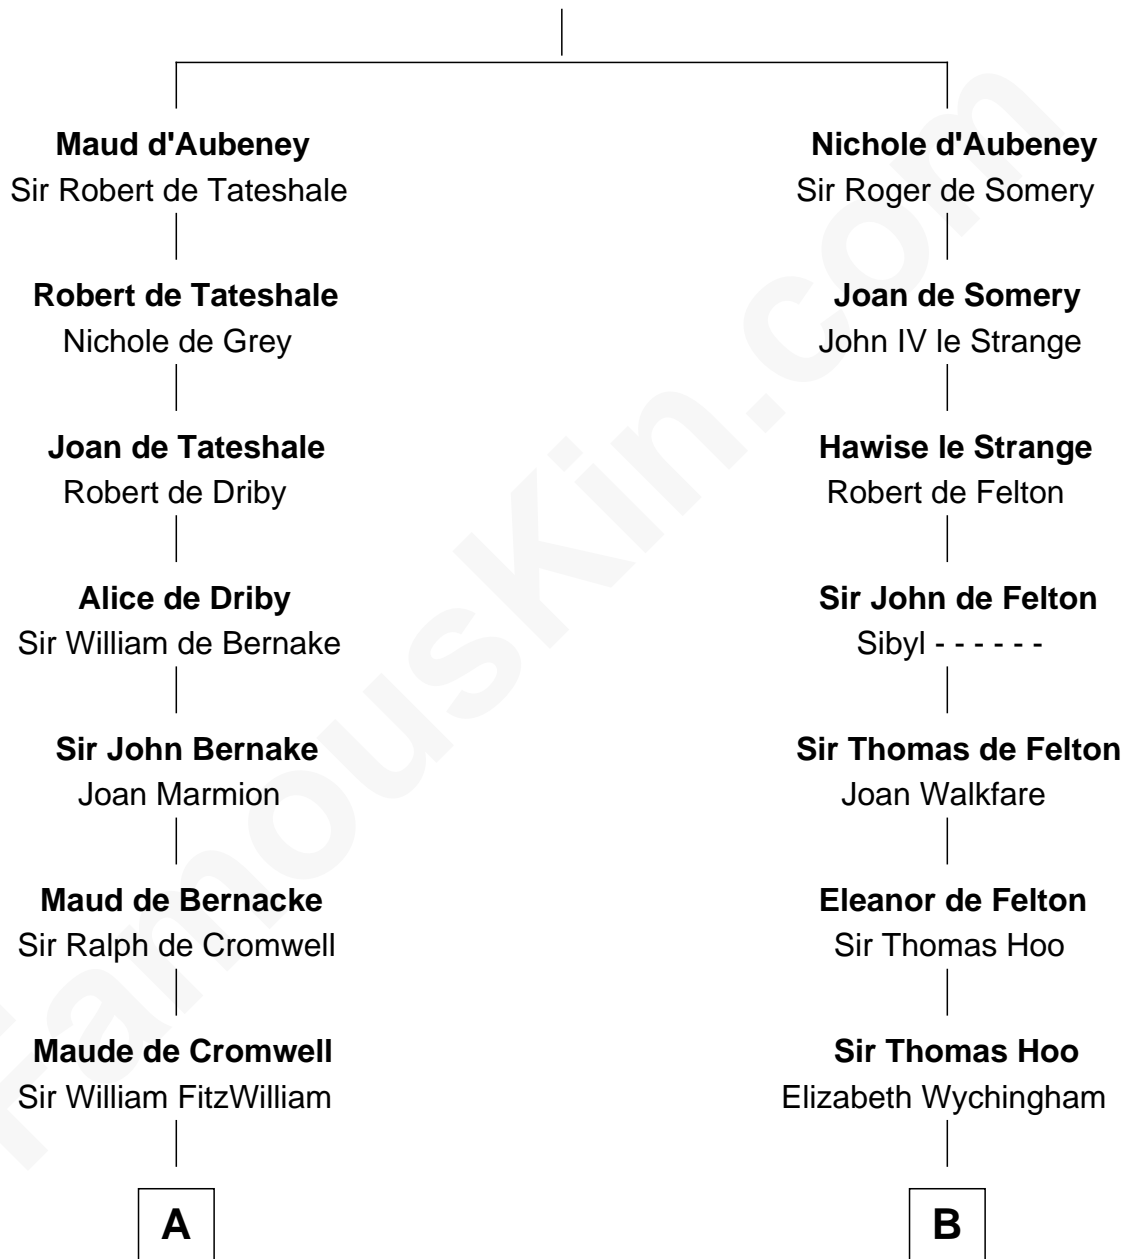 Maud d'Aubeney
Sir Robert de Tateshale
Robert de Tateshale
Nichole de Grey
Joan de Tateshale
Robert de Driby
Alice de Driby
Sir William de Bernake
Sir John Bernake
Joan Marmion
Maud de Bernacke
Sir Ralph de Cromwell
Maude de Cromwell
Sir William FitzWilliam
A
Nichole d'Aubeney
Sir Roger de Somery
Joan de Somery
John IV le Strange
Hawise le Strange
Robert de Felton
Sir John de Felton
Sibyl - - - - - -
Sir Thomas de Felton
Joan Walkfare
Eleanor de Felton
Sir Thomas Hoo
Sir Thomas Hoo
Elizabeth Wychingham
B
FamousKin.com